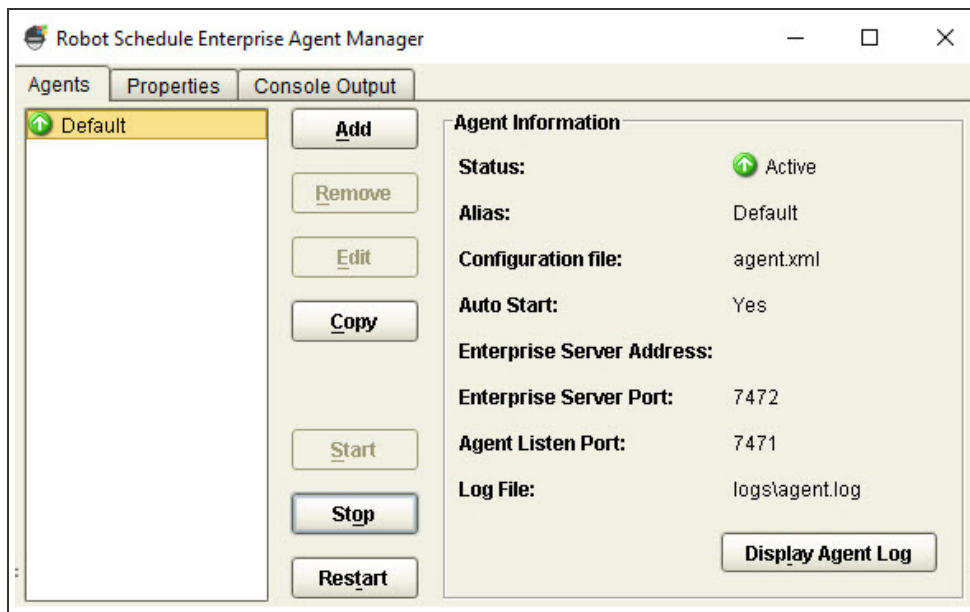 Robot Schedule Enterprise Agent Manager
Agents
Properties
Console Output
Default
Add
Remove
Edit
Copy
Start
Stop
Restart
Agent Information
Status: Active
Alias: Default
Configuration file: agent.xml
Auto Start: Yes
Enterprise Server Address:
Enterprise Server Port: 7472
Agent Listen Port: 7471
Log File: logs\agent.log
Display Agent Log